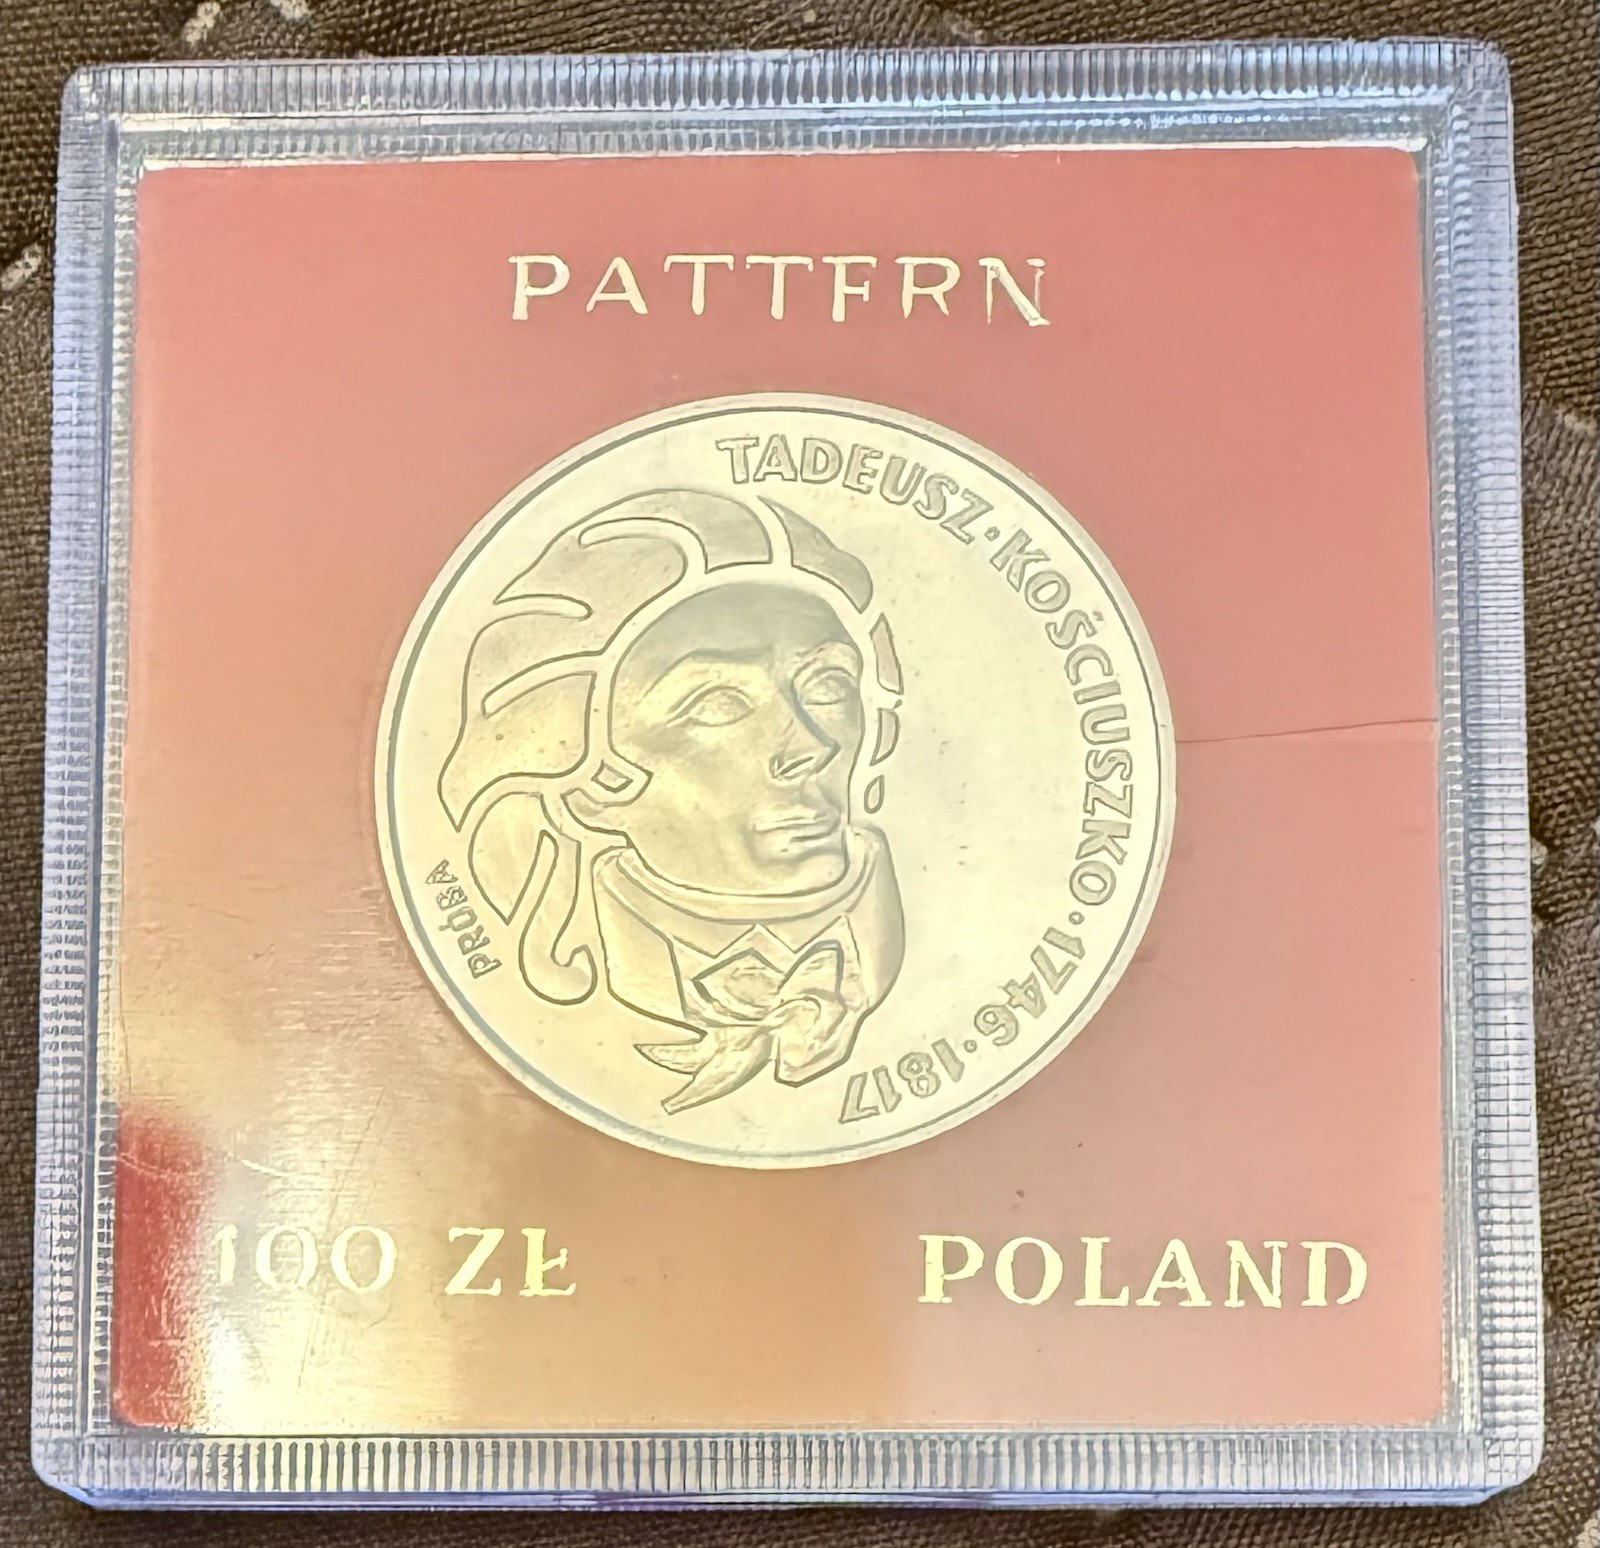 PATTERN
TADEUSZ·KOŚCIUSZKO·1746·1817
PRÓBA
100 ZŁ
POLAND